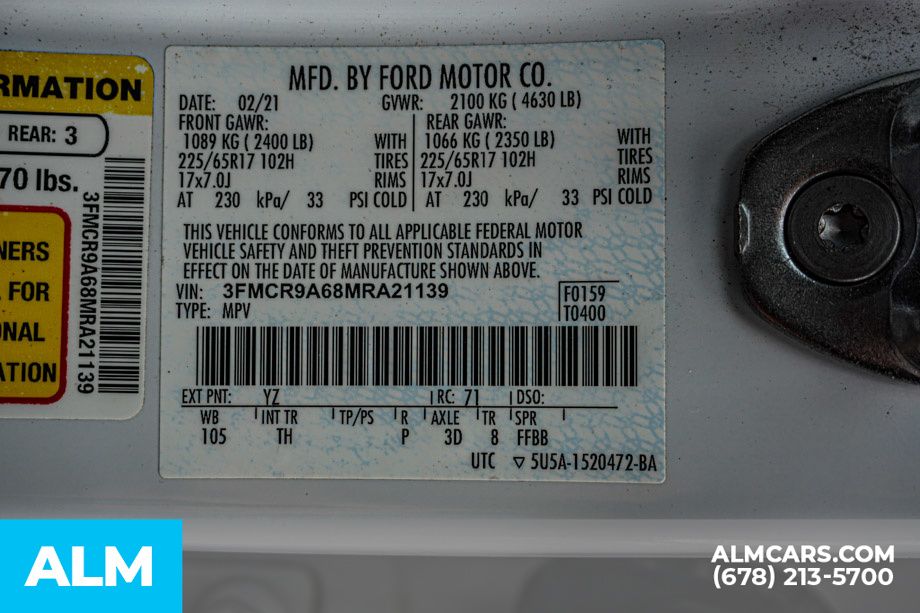 RMATION
REAR: 3
70 lbs.
NERS
FOR
ONAL
ATION
3FMCR9A68MRA21139
MFD. BY FORD MOTOR CO.
DATE: 02/21 GVWR: 2100 KG ( 4630 LB)
FRONT GAWR: REAR GAWR:
1089 KG ( 2400 LB) WITH 1066 KG ( 2350 LB) WITH
225/65R17 102H TIRES 225/65R17 102H TIRES
17x7.0J RIMS 17x7.0J RIMS
AT 230 kPa/ 33 PSI COLD AT 230 kPa/ 33 PSI COLD
THIS VEHICLE CONFORMS TO ALL APPLICABLE FEDERAL MOTOR
VEHICLE SAFETY AND THEFT PREVENTION STANDARDS IN
EFFECT ON THE DATE OF MANUFACTURE SHOWN ABOVE.
VIN: 3FMCR9A68MRA21139 F0159
TYPE: MPV T0400
EXT PNT: YZ RC: 71 DSO:
WB INT TR TP/PS R AXLE TR SPR
105 TH P 3D 8 FFBB
UTC ▽ 5U5A-1520472-BA
ALM
ALMCARS.COM
(678) 213-5700